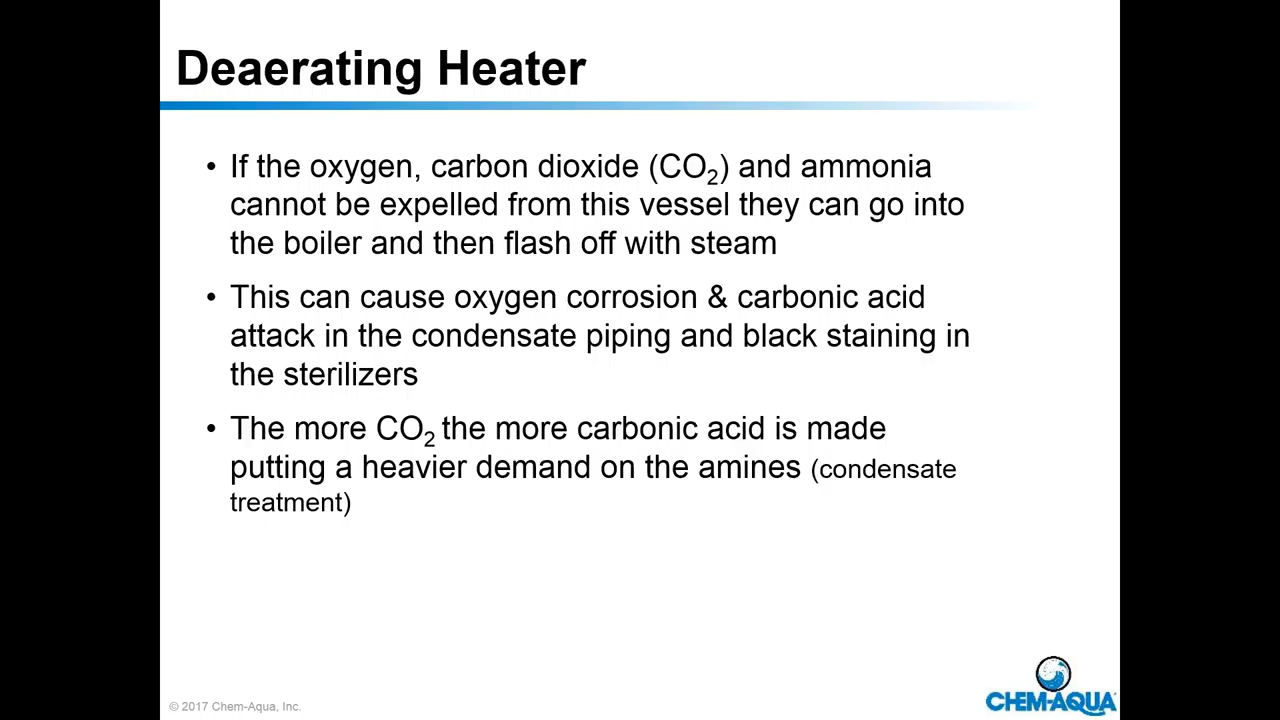 Deaerating Heater
• If the oxygen, carbon dioxide (CO₂) and ammonia
cannot be expelled from this vessel they can go into
the boiler and then flash off with steam
• This can cause oxygen corrosion & carbonic acid
attack in the condensate piping and black staining in
the sterilizers
• The more CO₂ the more carbonic acid is made
putting a heavier demand on the amines (condensate
treatment)
© 2017 Chem-Aqua, Inc.
CHEM-AQUA